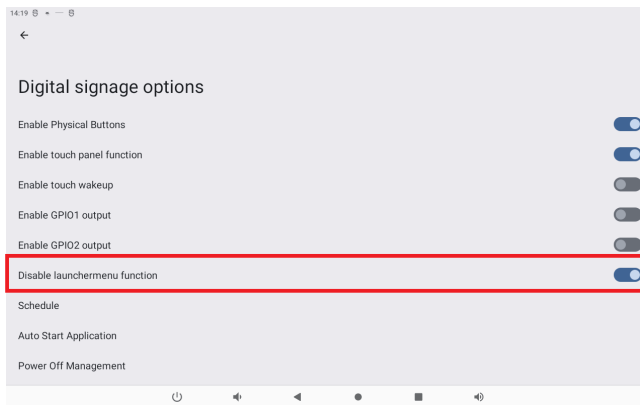 14:19
Digital signage options
Enable Physical Buttons
Enable touch panel function
Enable touch wakeup
Enable GPIO1 output
Enable GPIO2 output
Disable launchermenu function
Schedule
Auto Start Application
Power Off Management